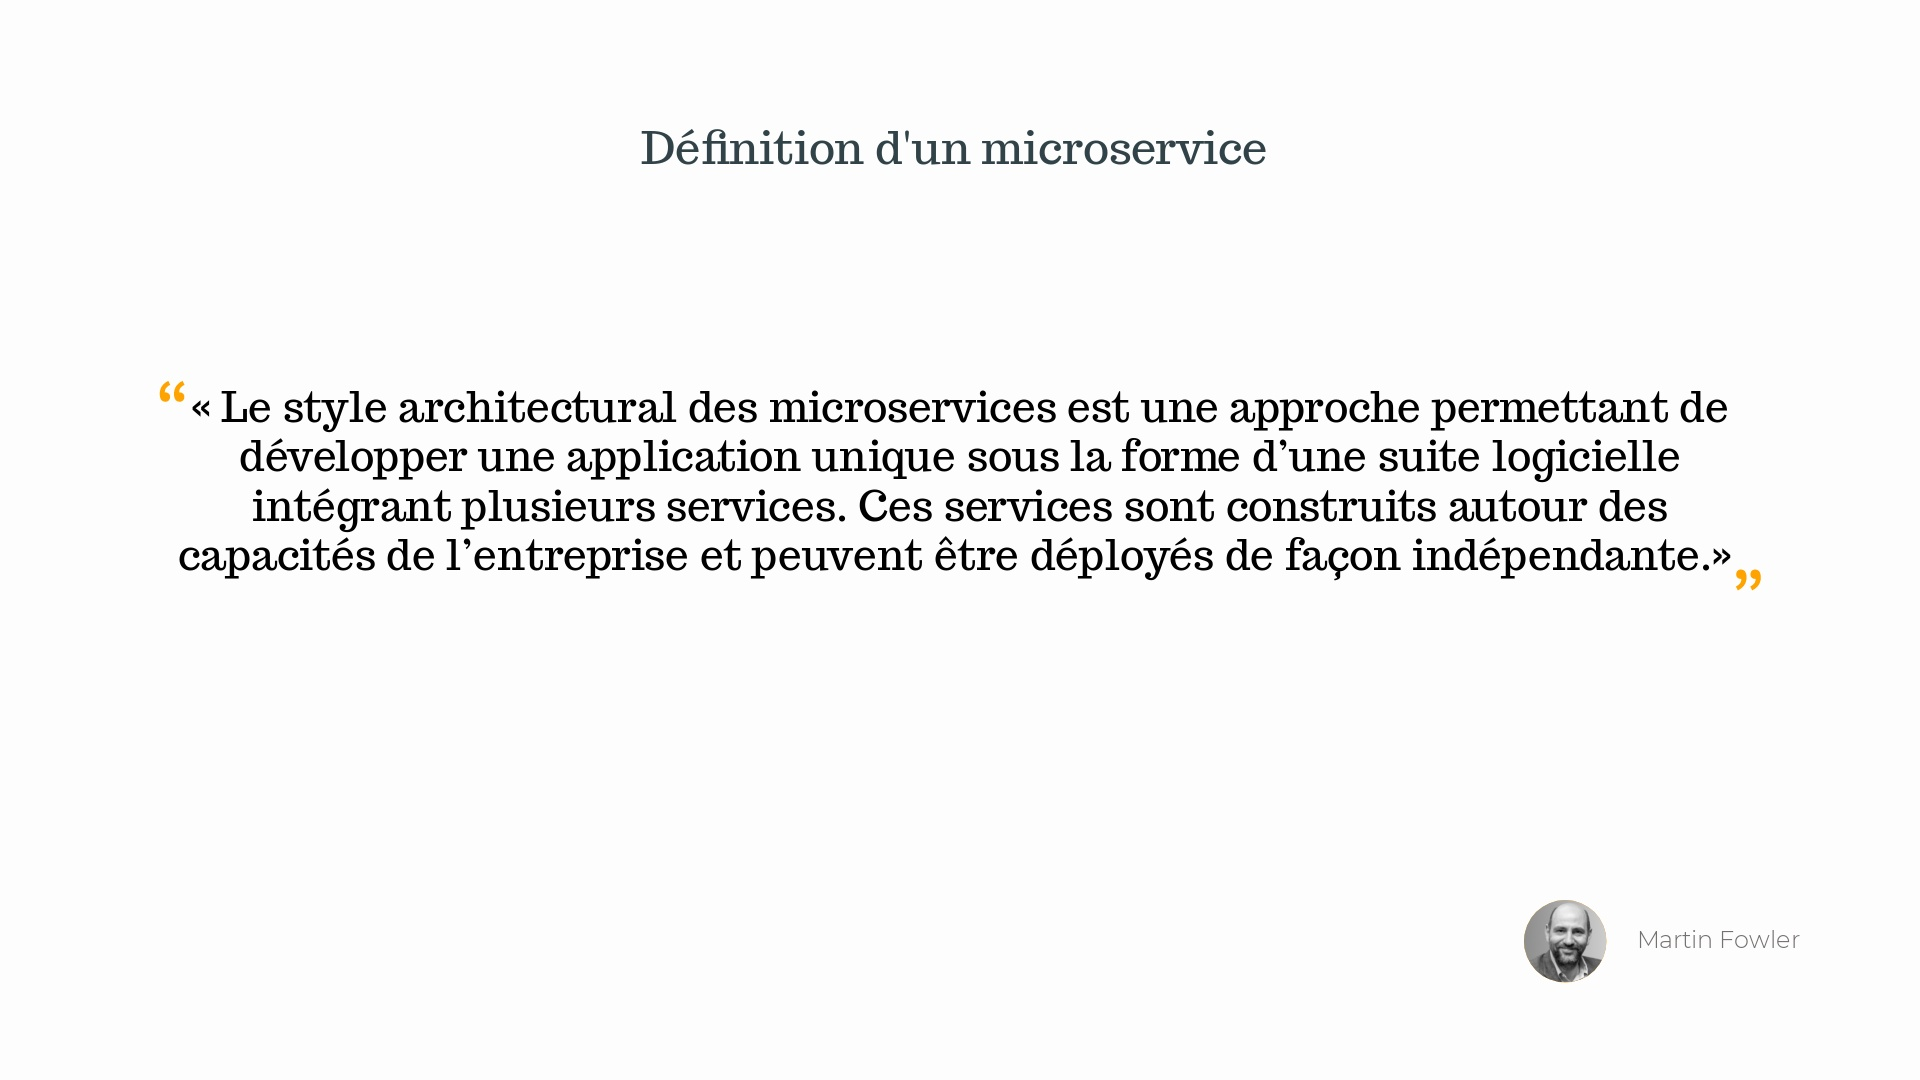 Définition d'un microservice
“« Le style architectural des microservices est une approche permettant de
développer une application unique sous la forme d’une suite logicielle
intégrant plusieurs services. Ces services sont construits autour des
capacités de l’entreprise et peuvent être déployés de façon indépendante.»”
Martin Fowler